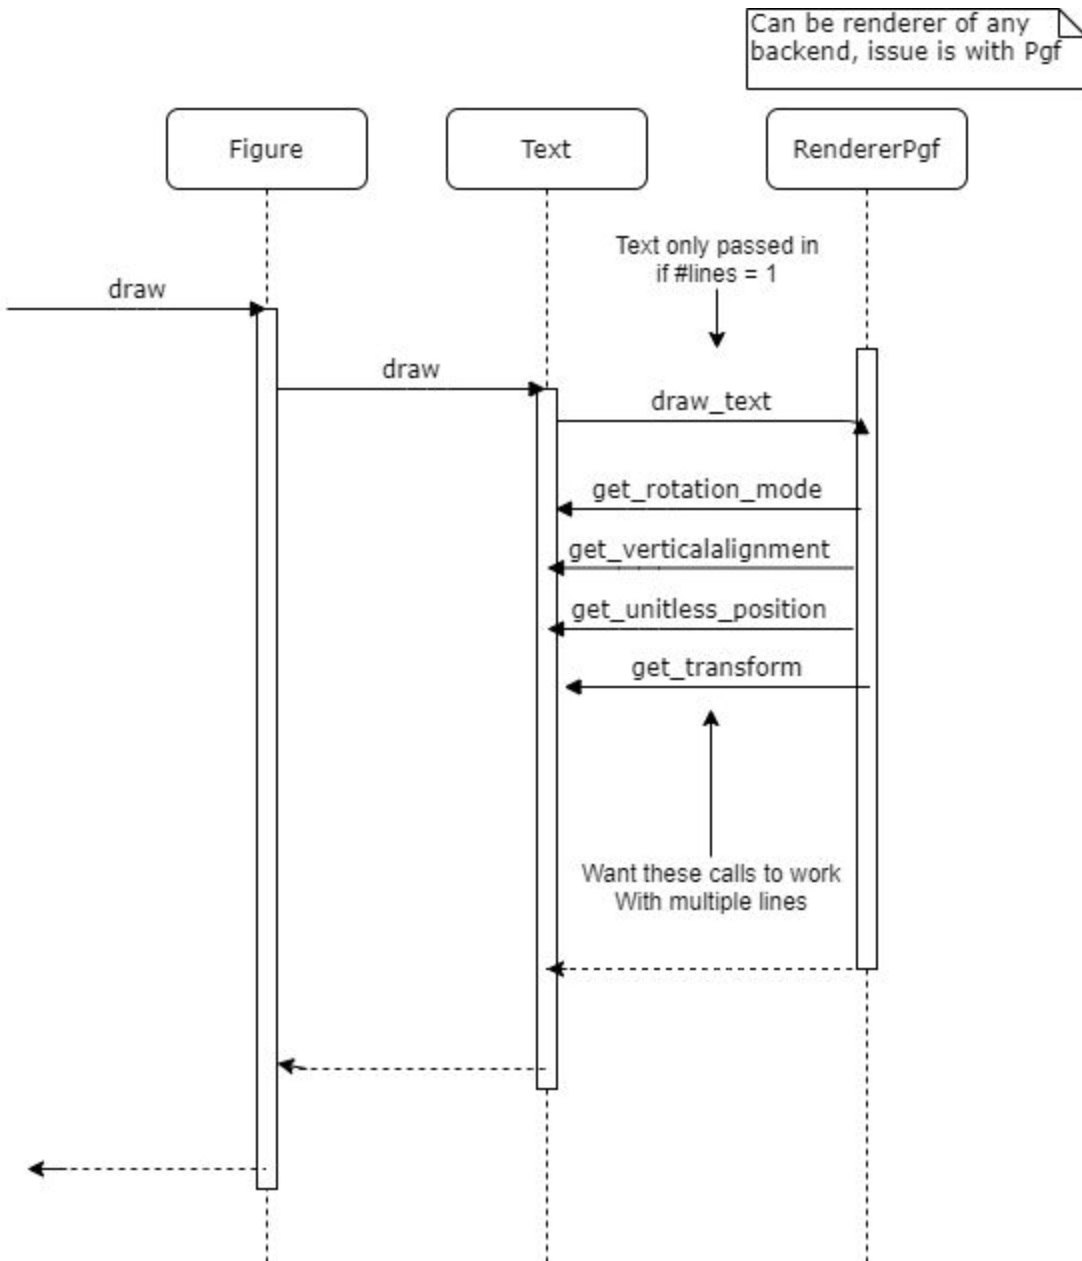 Can be renderer of any
backend, issue is with Pgf
Figure
Text
RendererPgf
Text only passed in
if #lines = 1
draw
draw
draw_text
get_rotation_mode
get_verticalalignment
get_unitless_position
get_transform
Want these calls to work
With multiple lines